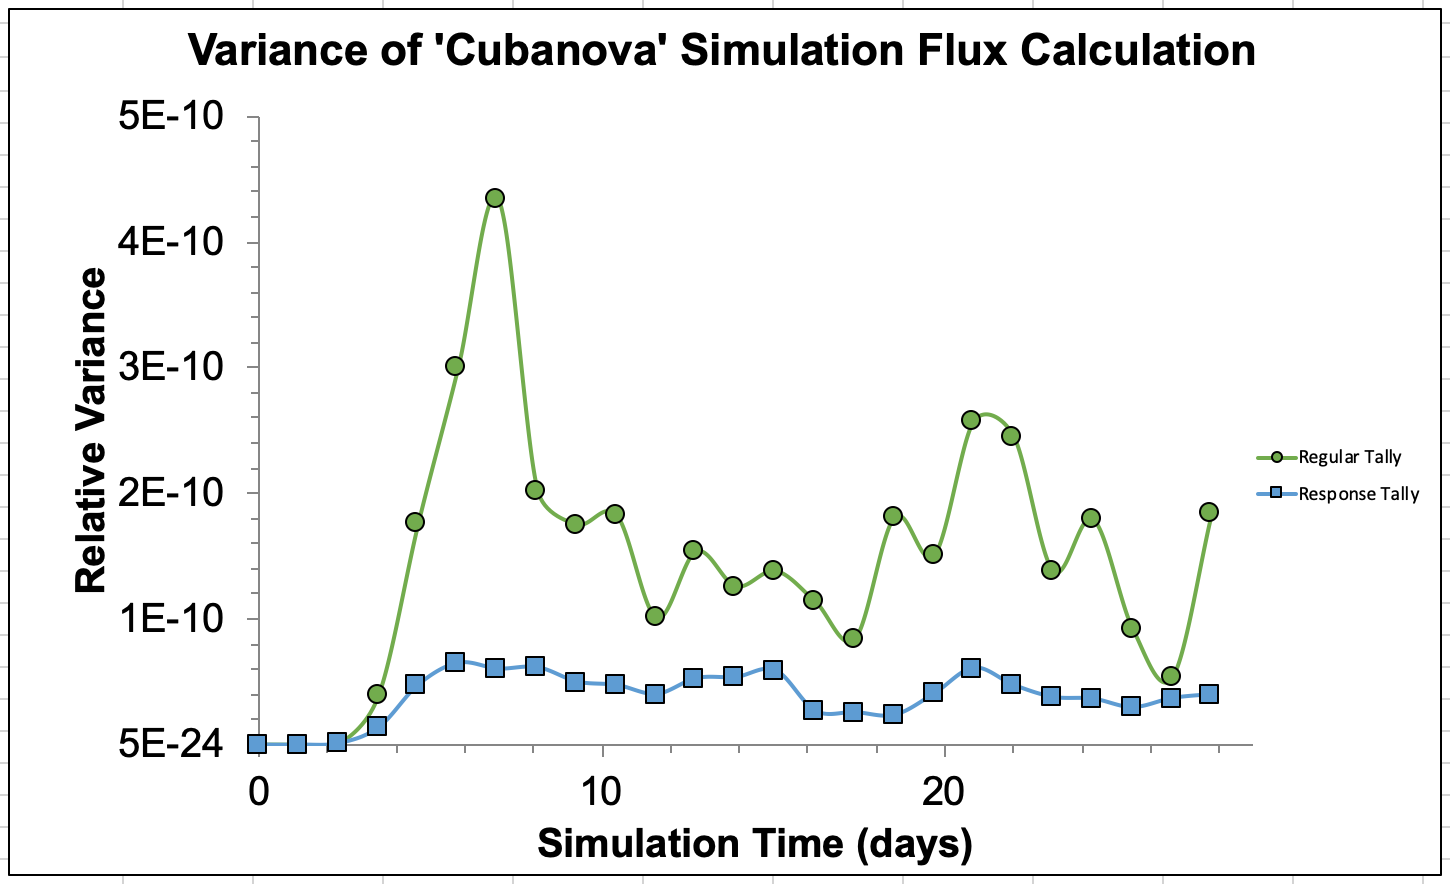 Variance of 'Cubanova' Simulation Flux Calculation
5E-10
4E-10
3E-10
2E-10
1E-10
5E-24
Relative Variance
0 10 20
Simulation Time (days)
Regular Tally
Response Tally